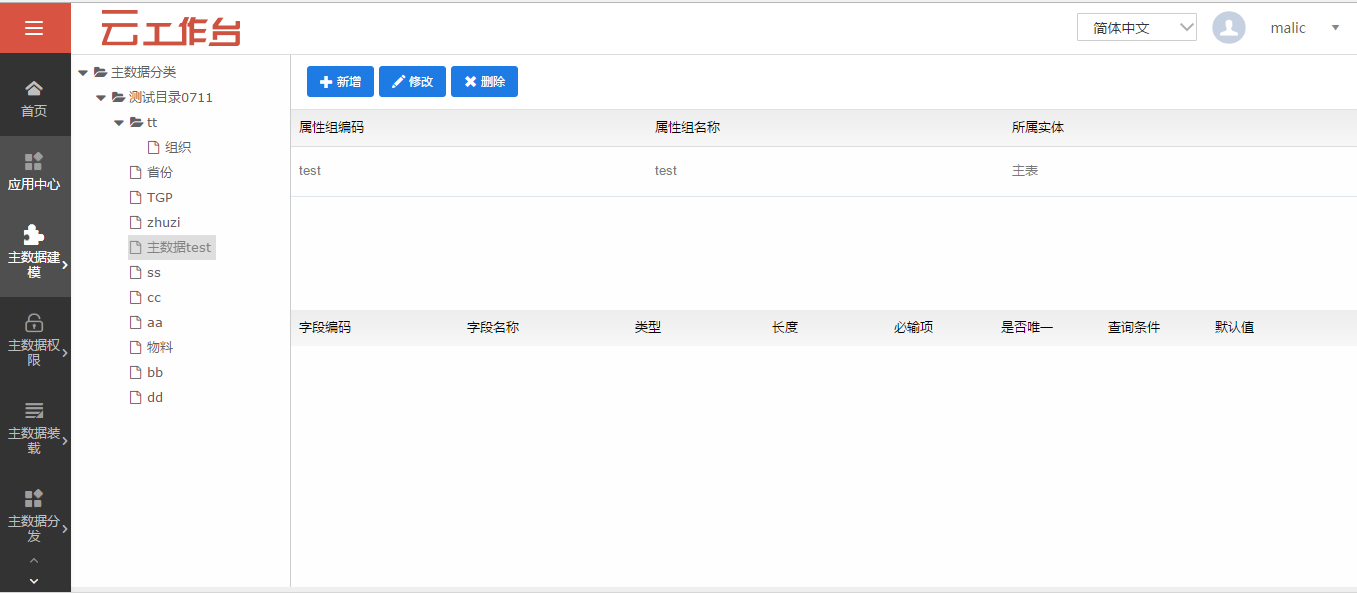 云工作台
简体中文
malic
首页
应用中心
主数据建
模
主数据权
限
主数据装
载
主数据分
发
主数据分类
测试目录0711
tt
组织
省份
TGP
zhuzi
主数据test
ss
cc
aa
物料
bb
dd
新增 修改 删除
属性组编码 属性组名称 所属实体
test test 主表
字段编码 字段名称 类型 长度 必输项 是否唯一 查询条件 默认值